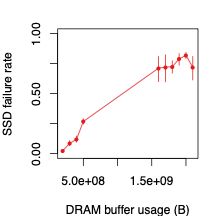 1.00
SSD failure rate
0.50
0.00
5.0e+08 1.5e+09
DRAM buffer usage (B)